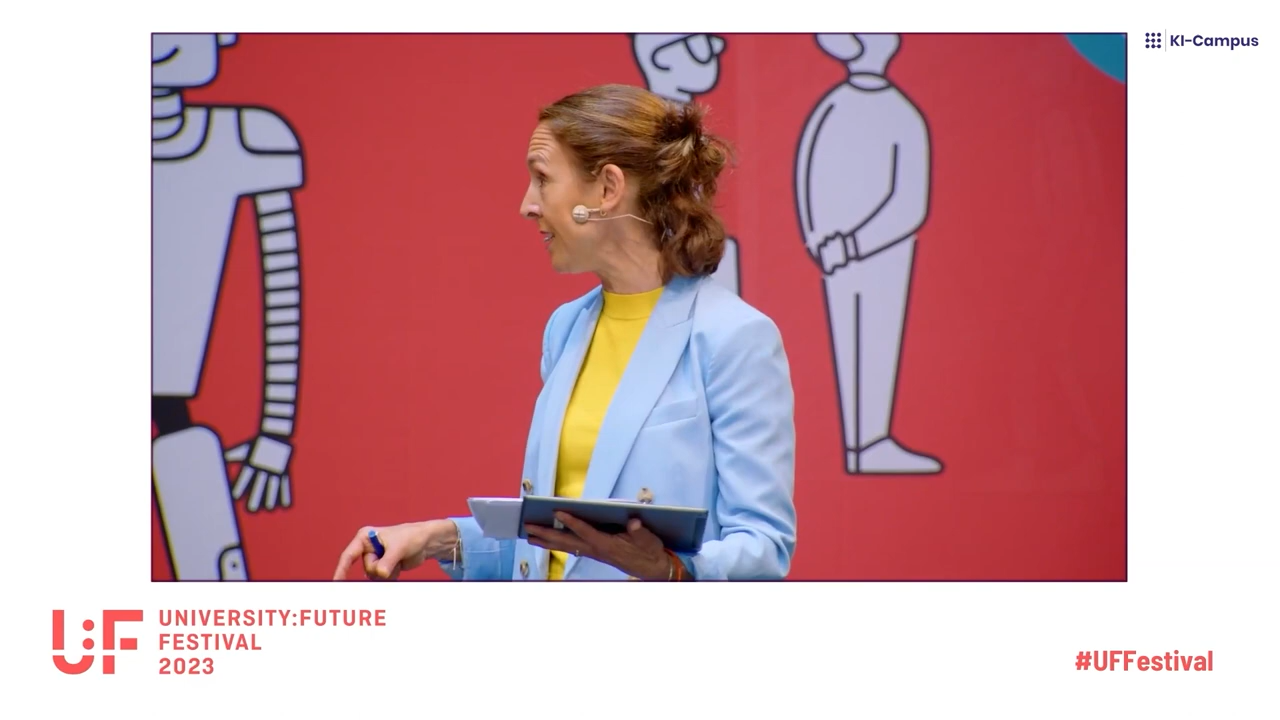 KI-Campus
U:F
UNIVERSITY:FUTURE
FESTIVAL
2023
#UFFestival